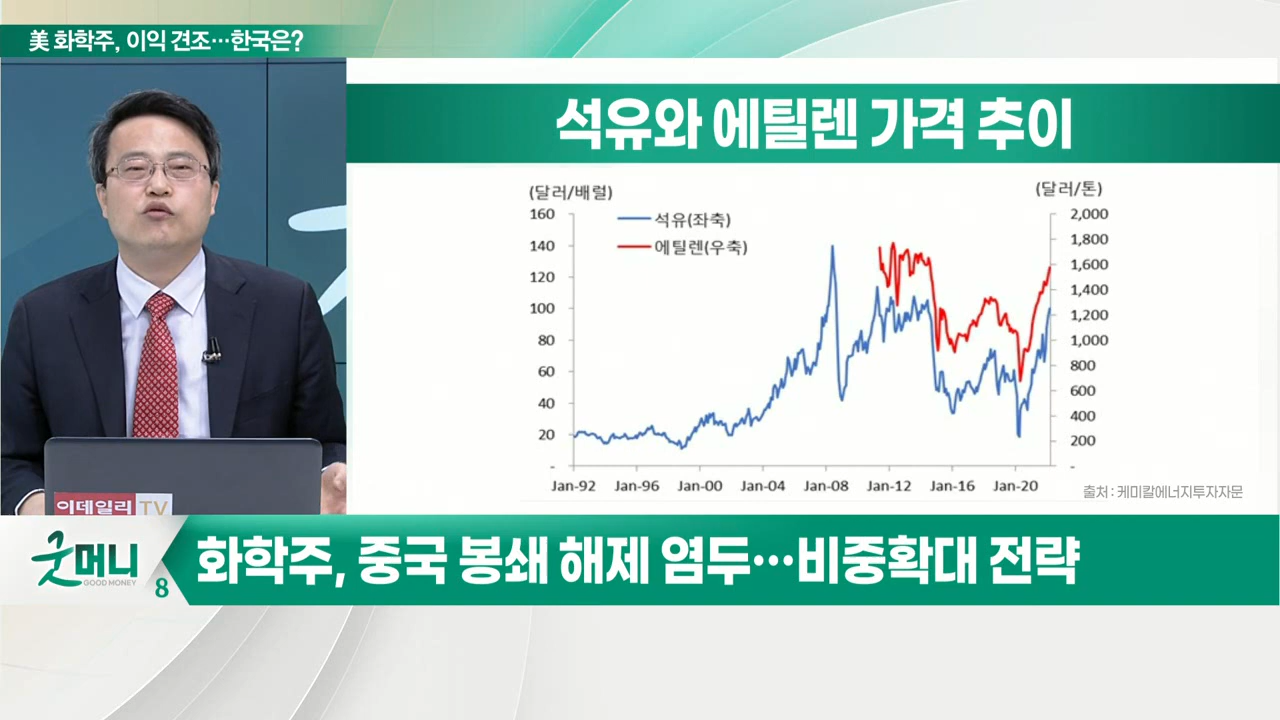 美 화학주, 이익 견조…한국은?
석유와 에틸렌 가격 추이
(달러/배럴)
(달러/톤)
석유(좌축)
에틸렌(우축)
160
140
120
100
80
60
40
20
-
2,000
1,800
1,600
1,400
1,200
1,000
800
600
400
200
-
Jan-92 Jan-96 Jan-00 Jan-04 Jan-08 Jan-12 Jan-16 Jan-20
출처 : 케미칼에너지투자자문
이데일리 TV
굿머니
GOOD MONEY
8
화학주, 중국 봉쇄 해제 염두…비중확대 전략